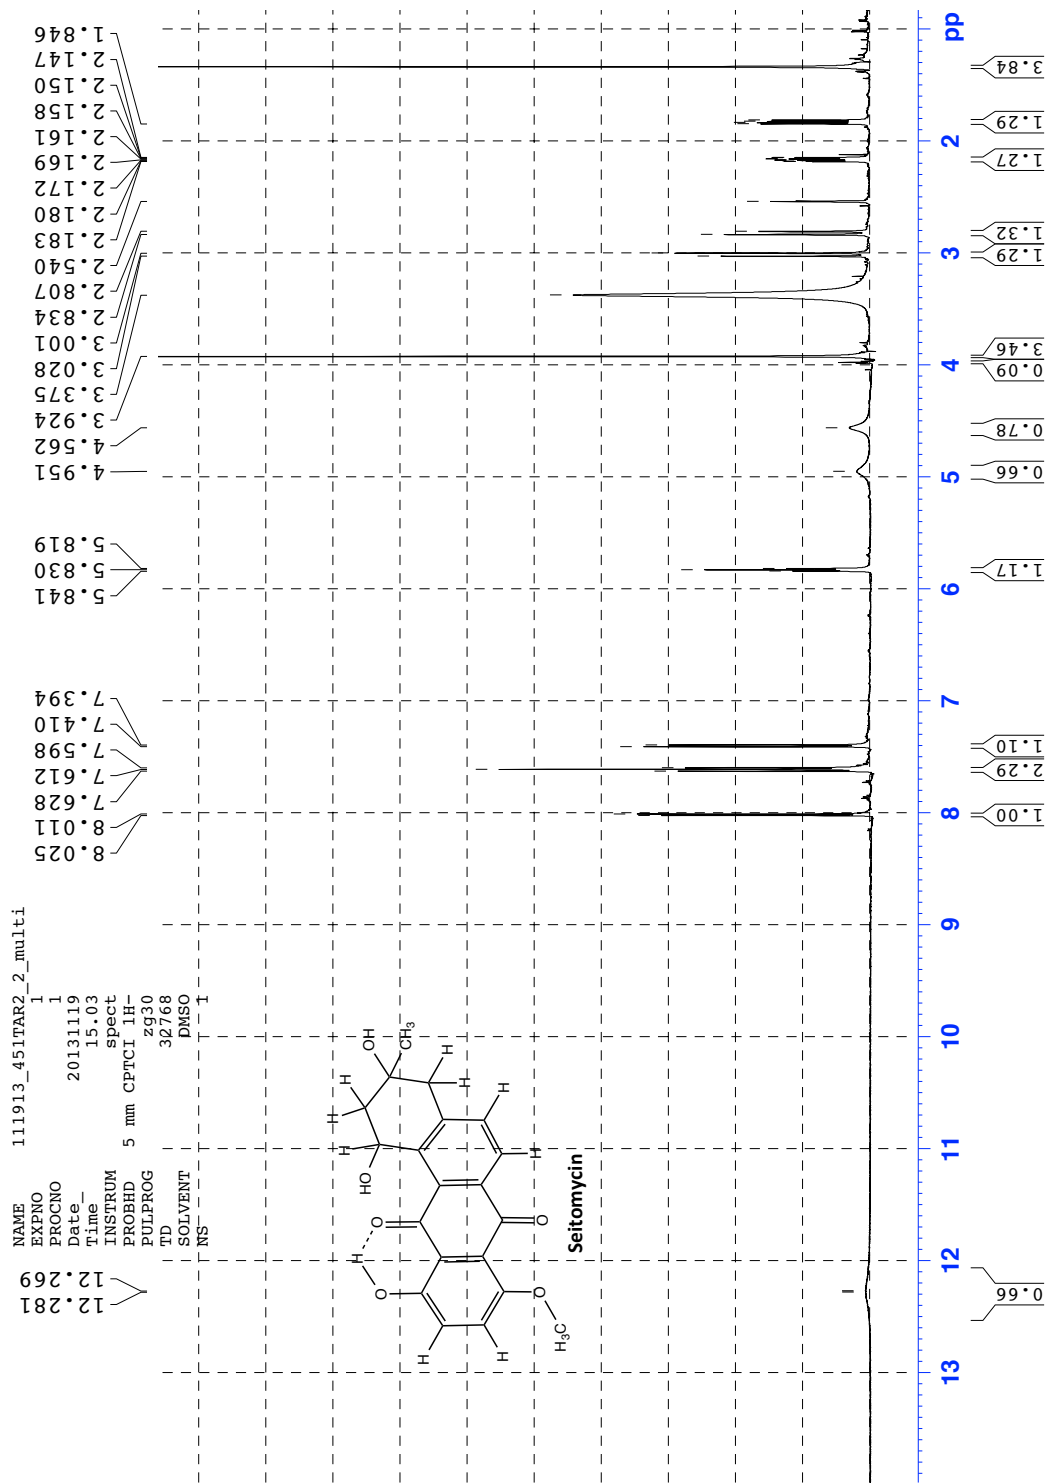 NAME 111913_451TAR2_2_multi
EXPNO 1
PROCNO 1
Date_ 20131119
Time_ 15.03
INSTRUM spect
PROBHD 5 mm CPTCI 1H-
PULPROG zg30
TD 32768
SOLVENT DMSO
NS 1
12.281
12.269
8.025
8.011
7.628
7.612
7.598
7.410
7.394
5.841
5.830
5.819
4.951
4.562
3.924
3.375
3.028
3.001
2.834
2.807
2.540
2.183
2.180
2.172
2.169
2.161
2.158
2.150
2.147
1.846
H
O
O
HO
H
H
H
OH
CH3
H
H
H
H
O
O
H3C
H
H
Seitomycin
13 12 11 10 9 8 7 6 5 4 3 2 pp
0.66
1.00
2.29
1.10
1.17
0.66
0.78
0.09
3.46
1.29
1.32
1.27
1.29
3.84